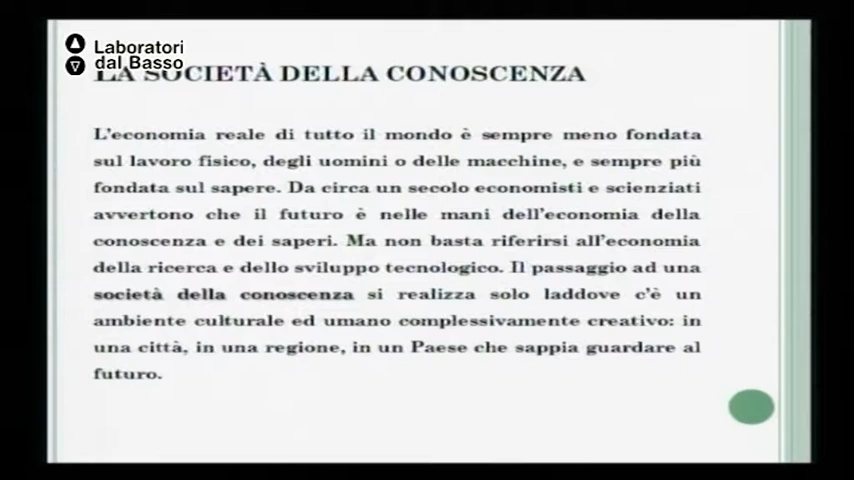 Laboratori
dal Basso
LA SOCIETÀ DELLA CONOSCENZA
L'economia reale di tutto il mondo è sempre meno fondata
sul lavoro fisico, degli uomini o delle macchine, e sempre più
fondata sul sapere. Da circa un secolo economisti e scienziati
avvertono che il futuro è nelle mani dell'economia della
conoscenza e dei saperi. Ma non basta riferirsi all'economia
della ricerca e dello sviluppo tecnologico. Il passaggio ad una
società della conoscenza si realizza solo laddove c'è un
ambiente culturale ed umano complessivamente creativo: in
una città, in una regione, in un Paese che sappia guardare al
futuro.